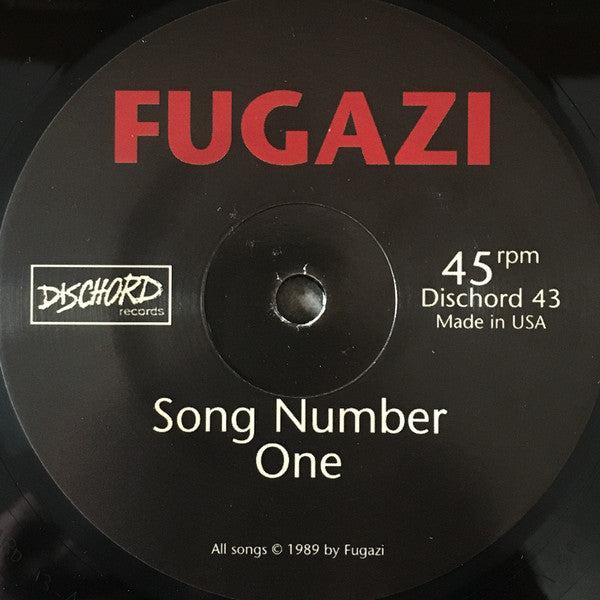 FUGAZI
DISCHORD
records
45 rpm
Dischord 43
Made in USA
Song Number
One
All songs © 1989 by Fugazi